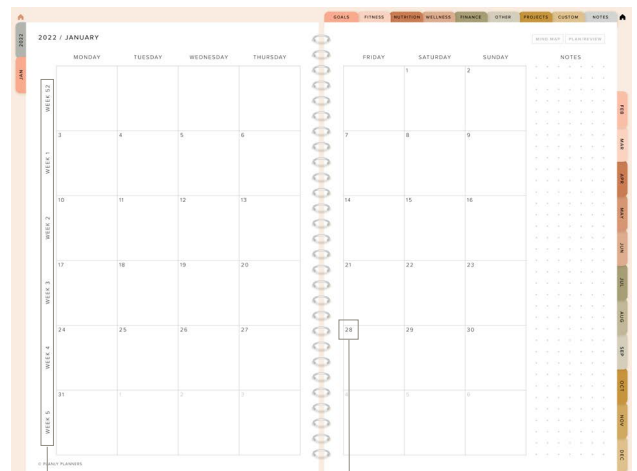 GOALS FITNESS NUTRITION WELLNESS FINANCE OTHER PROJECTS CUSTOM NOTES
2022
JAN
2022 / JANUARY
MIND MAP PLAN/REVIEW
MONDAY TUESDAY WEDNESDAY THURSDAY FRIDAY SATURDAY SUNDAY NOTES
WEEK 52 1 2
WEEK 1 3 4 5 6 7 8 9
WEEK 2 10 11 12 13 14 15 16
WEEK 3 17 18 19 20 21 22 23
WEEK 4 24 25 26 27 28 29 30
WEEK 5 31 1 2 3 4 5 6
FEB
MAR
APR
MAY
JUN
JUL
AUG
SEP
OCT
NOV
DEC